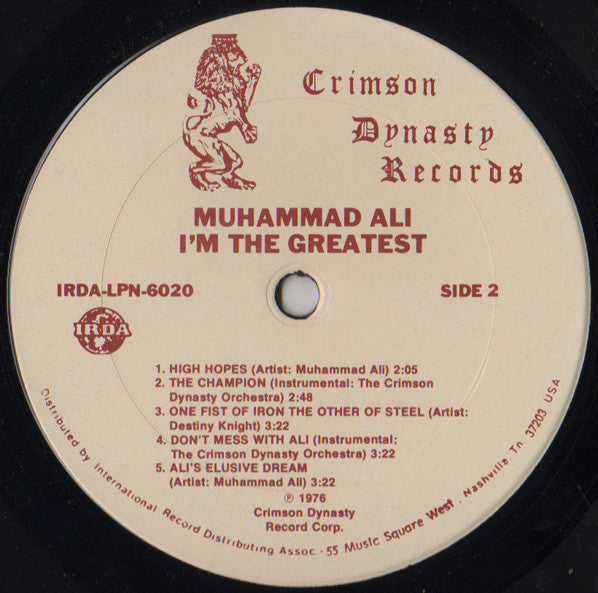 Crimson
Dynasty
Records
MUHAMMAD ALI
I'M THE GREATEST
IRDA-LPN-6020
SIDE 2
IRDA
1. HIGH HOPES (Artist: Muhammad Ali) 2:05
2. THE CHAMPION (Instrumental: The Crimson
Dynasty Orchestra) 2:48
3. ONE FIST OF IRON THE OTHER OF STEEL (Artist:
Destiny Knight) 3:22
4. DON'T MESS WITH ALI (Instrumental:
The Crimson Dynasty Orchestra) 3:22
5. ALI'S ELUSIVE DREAM
(Artist: Muhammad Ali) 3:22
℗ 1976
Crimson Dynasty
Record Corp.
Distributed by International Record Distributing Assoc - 55 Music Square West . Nashville, Tn. 37203 USA